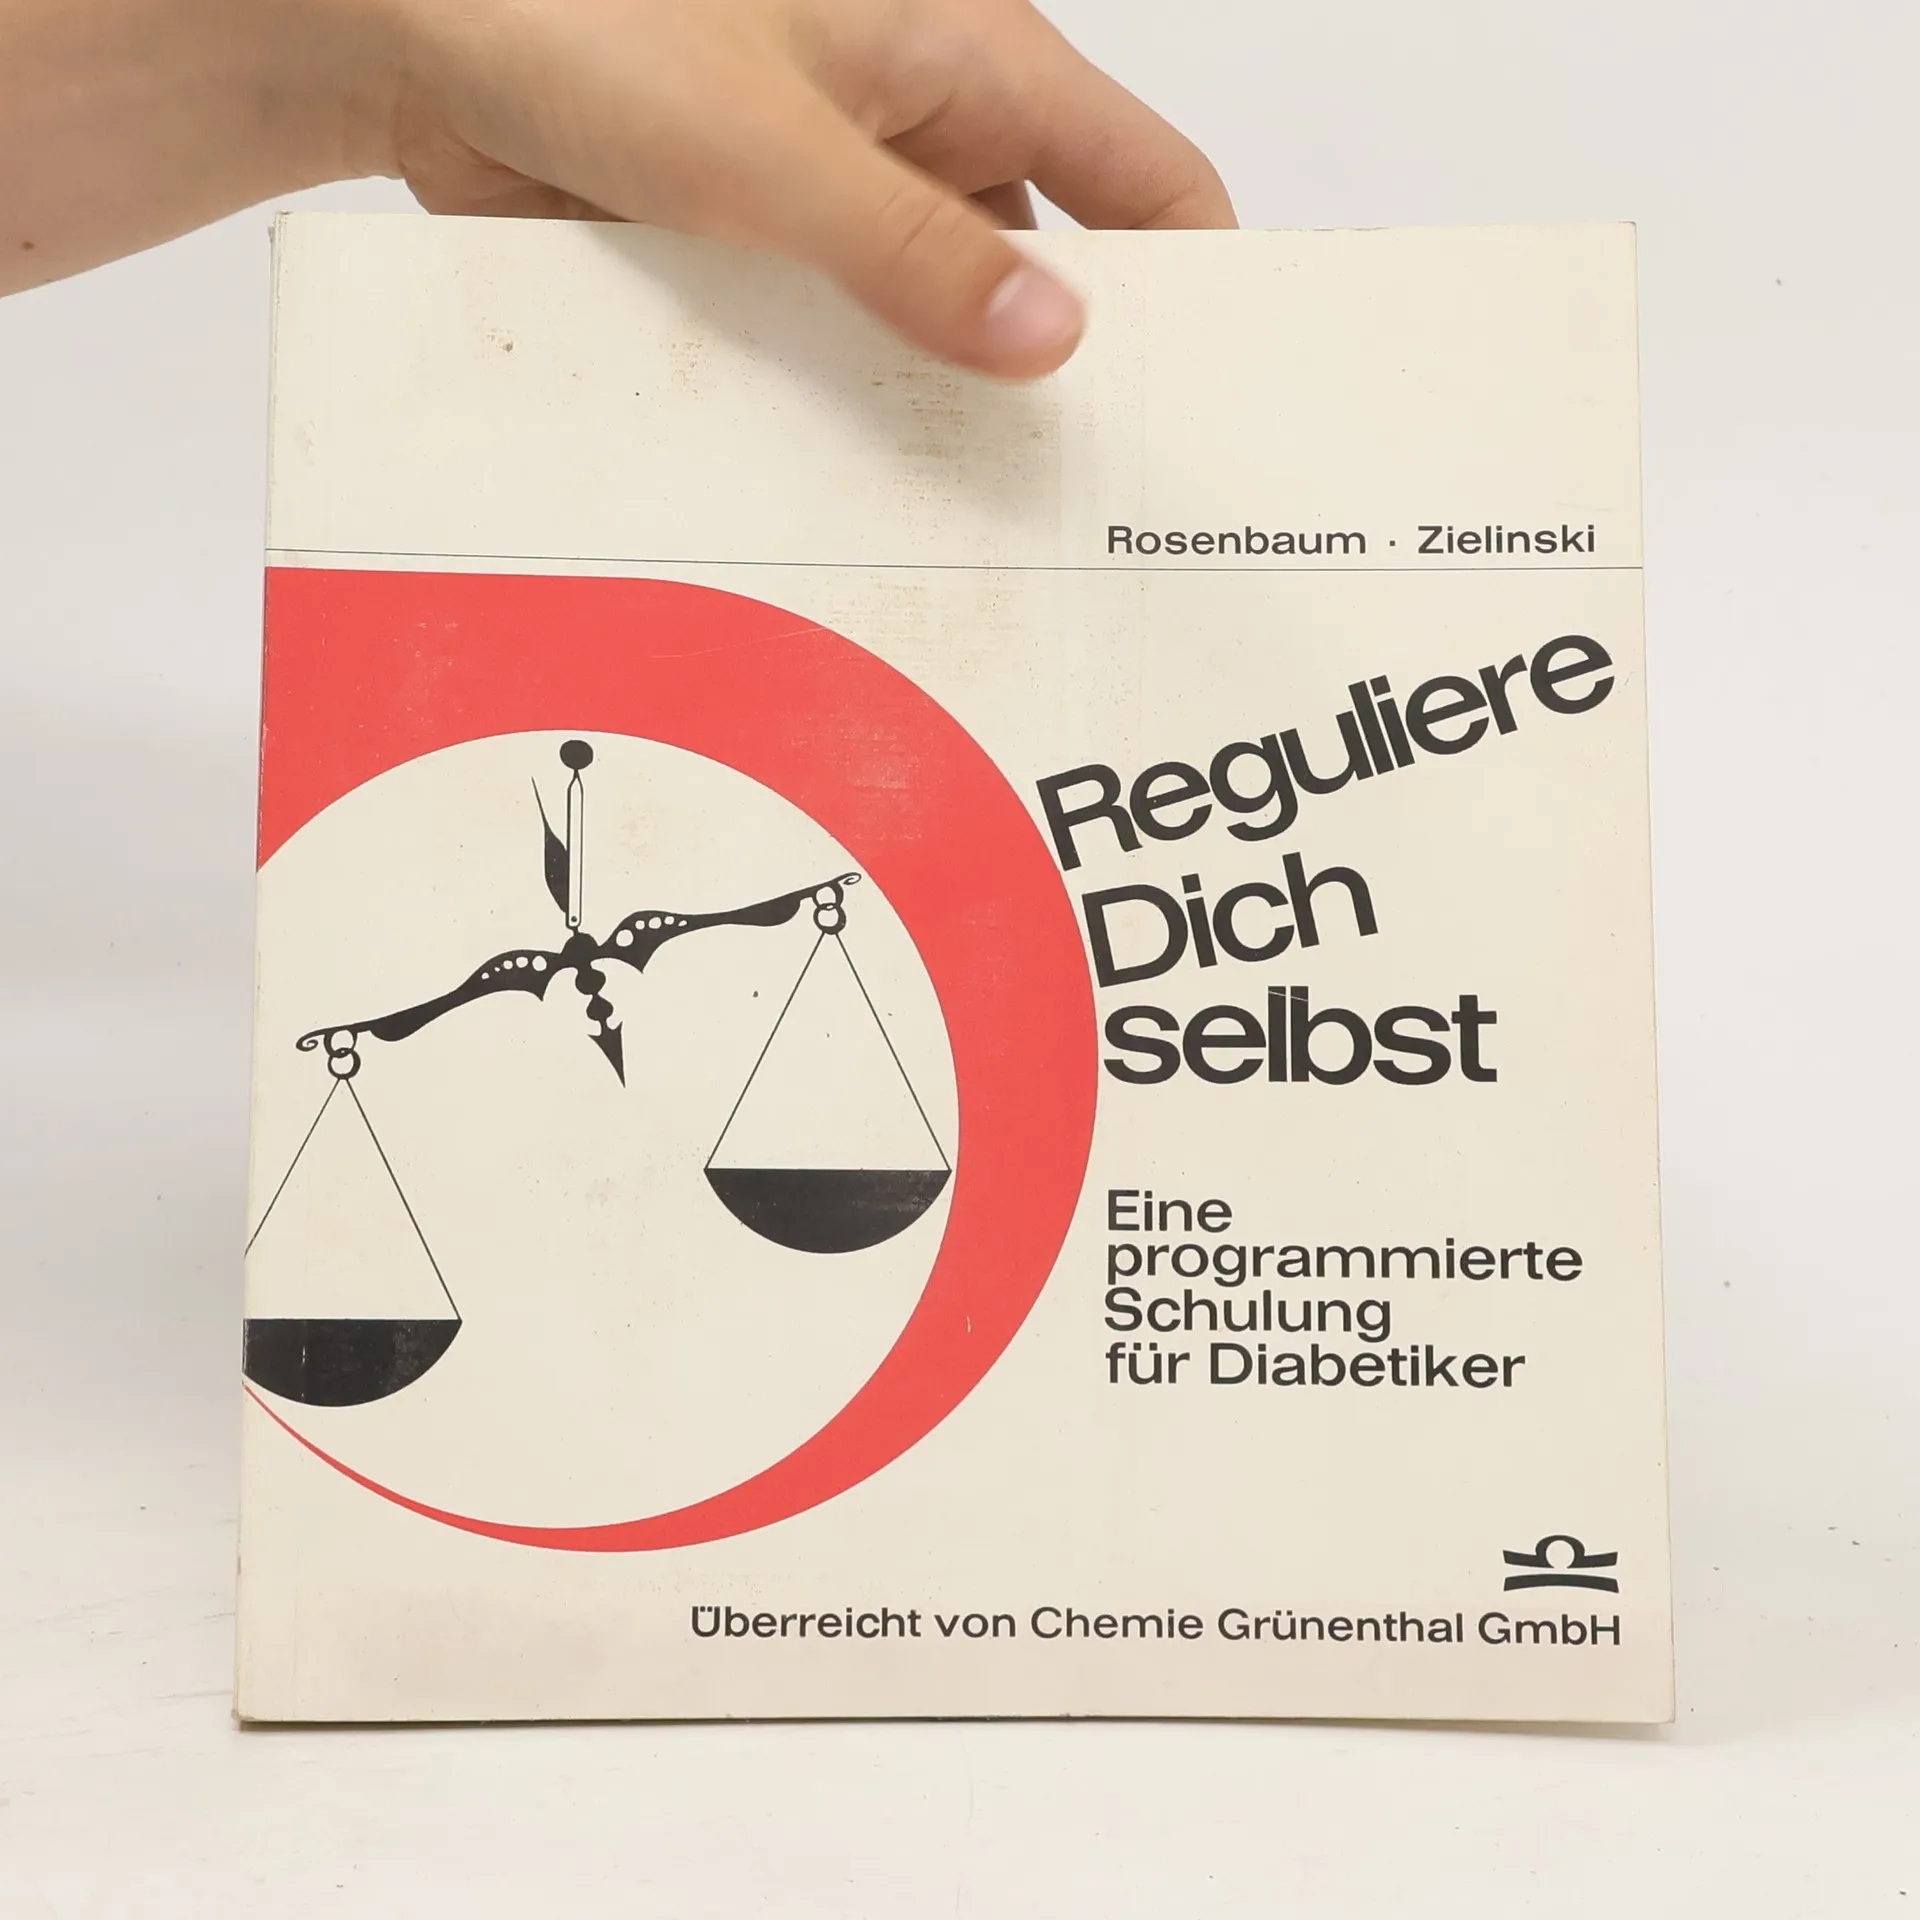 Rosenbaum · Zielinski
Reguliere
Dich
selbst
Eine
programmierte
Schulung
für Diabetiker
Überreicht von Chemie Grünenthal GmbH